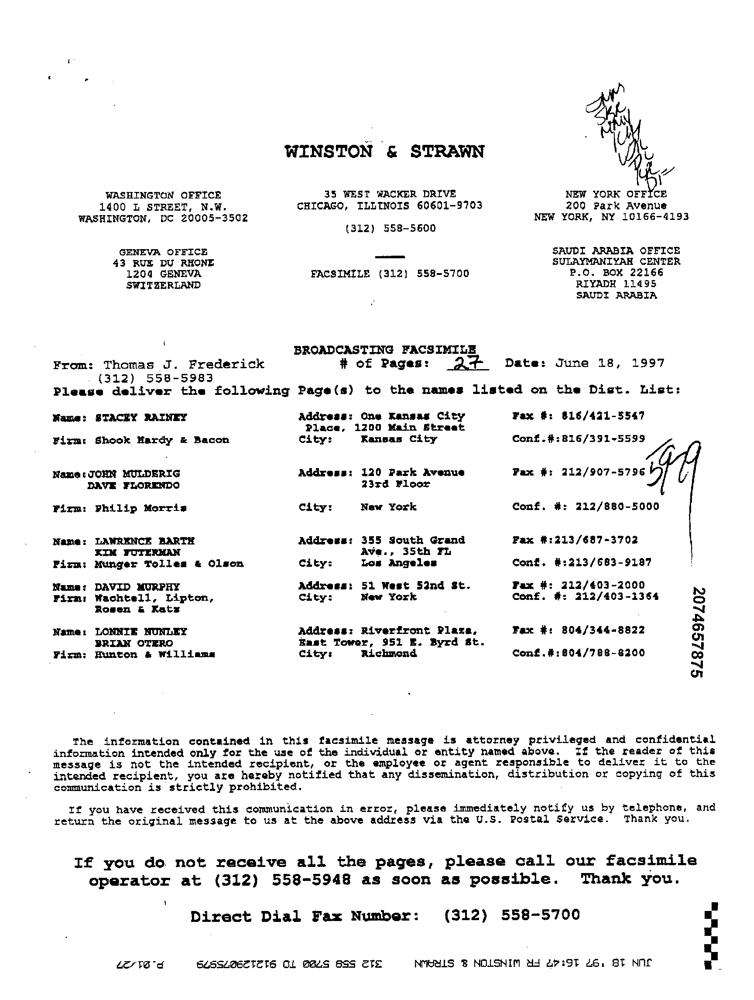 WINSTON & STRAWN
WASHINGTON OFFICE
1400 L STREET, N.W.
WASHINGTON, DC 20005-3502
GENEVA OFFICE
43 RUE DU RHONE
1204 GENEVA
SWITZERLAND
35 WEST WACKER DRIVE
CHICAGO, ILLINOIS 60601-9703
(312) 558-5600
FACSIMILE (312) 558-5700
NEW YORK OFFICE
200 Park Avenue
NEW YORK, NY 10166-4193
SAUDI ARABIA OFFICE
SULAYMANIYAH CENTER
P.O. BOX 22166
RIYADH 11495
SAUDI ARABIA
BROADCASTING FACSIMILE
From: Thomas J. Frederick # of Pages: 27 Date: June 18, 1997
(312) 558-5983
Please deliver the following Page(s) to the names listed on the Dist. List:
Name: STACEY RAINEY Address: One Kansas City Fax #: 816/421-5547
Place, 1200 Main Street
Firm: Shook Hardy & Bacon City: Kansas City Conf.#:816/391-5599
Name:JOHN MULDERIG Address: 120 Park Avenue Fax #: 212/907-5796
DAVE FLORENDO 23rd Floor
5979
Firm: Philip Morris City: New York Conf. #: 212/880-5000
Name: LAWRENCE BARTH Address: 355 South Grand Fax #:213/687-3702
KIM FUTERMAN Ave., 35th FL
Firm: Munger Tolles & Olson City: Los Angeles Conf. #:213/683-9187
Name: DAVID MURPHY Address: 51 West 52nd St. Fax #: 212/403-2000
Firm: Wachtell, Lipton, City: New York Conf. #: 212/403-1364
Rosen & Katz
Name: LONNIE NUNLEY Address: Riverfront Plaza, Fax #: 804/344-8822
BRIAN OTERO East Tower, 951 E. Byrd St.
Firm: Hunton & Williams City: Richmond Conf.#:804/788-8200
2074657875
The information contained in this facsimile message is attorney privileged and confidential
information intended only for the use of the individual or entity named above. If the reader of this
message is not the intended recipient, or the employee or agent responsible to deliver it to the
intended recipient, you are hereby notified that any dissemination, distribution or copying of this
communication is strictly prohibited.
If you have received this communication in error, please immediately notify us by telephone, and
return the original message to us at the above address via the U.S. Postal Service. Thank you.
If you do not receive all the pages, please call our facsimile
operator at (312) 558-5948 as soon as possible. Thank you.
Direct Dial Fax Number: (312) 558-5700
JUN 18 '97 16:47 FR WINSTON & STRAWN 312 558 5700 TO 912129075979 P.01/27